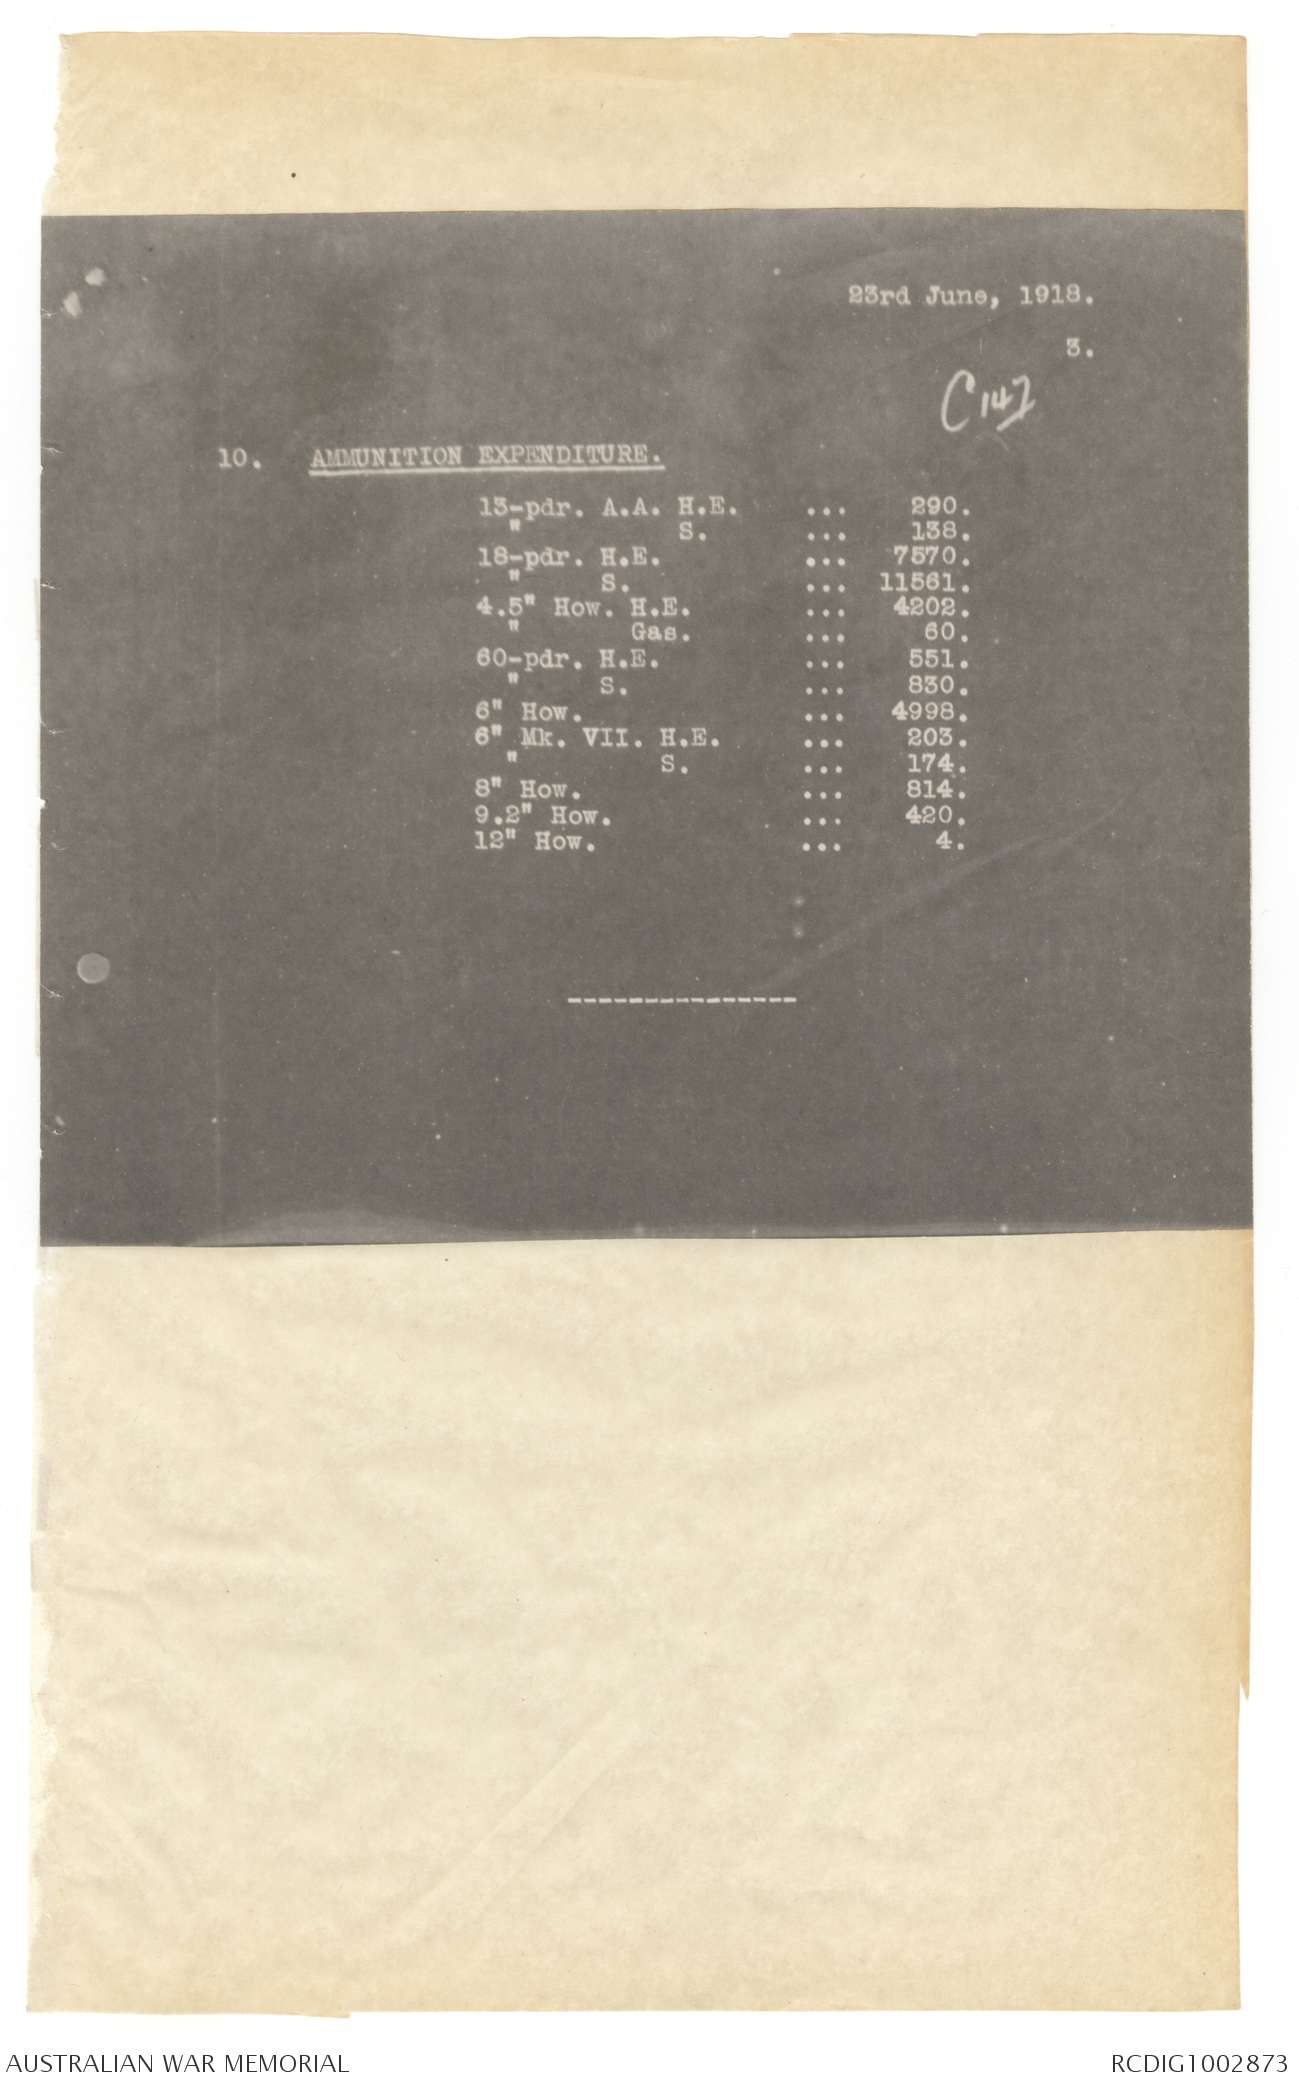 23rd June, 1918.
3.
C147
10. AMMUNITION EXPENDITURE.
13-pdr. A.A. H.E. ... 290.
" S. ... 138.
18-pdr. H.E. ... 7570.
" S. ... 11561.
4.5" How. H.E. ... 4202.
" Gas. ... 60.
60-pdr. H.E. ... 551.
" S. ... 830.
6" How. ... 4998.
6" Mk. VII. H.E. ... 203.
" S. ... 174.
8" How. ... 814.
9.2" How. ... 420.
12" How. ... 4.
---------------
AUSTRALIAN WAR MEMORIAL
RCDIG1002873